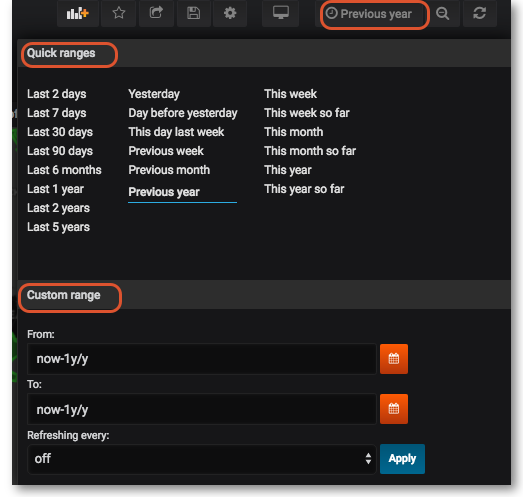 Previous year
Quick ranges
Last 2 days
Last 7 days
Last 30 days
Last 90 days
Last 6 months
Last 1 year
Last 2 years
Last 5 years
Yesterday
Day before yesterday
This day last week
Previous week
Previous month
Previous year
This week
This week so far
This month
This month so far
This year
This year so far
Custom range
From:
now-1y/y
To:
now-1y/y
Refreshing every:
off
Apply